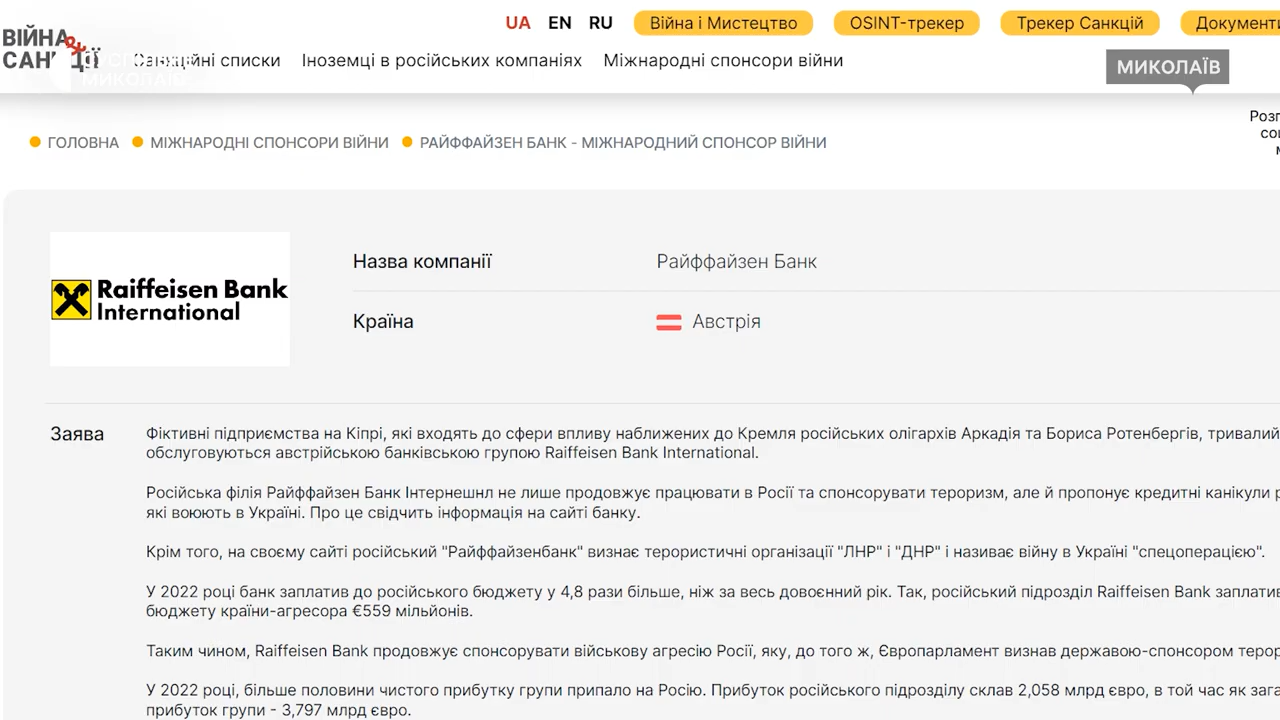 UA EN RU Війна і Мистецтво OSINT-трекер Трекер Санкцій Документи
ВІЙНА
САНКЦІЇ
Санкційні списки Іноземці в російських компаніях Міжнародні спонсори війни
СУСПІЛЬНЕ
МИКОЛАЇВ
МИКОЛАЇВ
ГОЛОВНА МІЖНАРОДНІ СПОНСОРИ ВІЙНИ РАЙФФАЙЗЕН БАНК - МІЖНАРОДНИЙ СПОНСОР ВІЙНИ
Raiffeisen Bank
International
Назва компанії Райффайзен Банк
Країна Австрія
Заява
Фіктивні підприємства на Кіпрі, які входять до сфери впливу наближених до Кремля російських олігархів Аркадія та Бориса Ротенбергів, тривалий
обслуговуються австрійською банківською групою Raiffeisen Bank International.
Російська філія Райффайзен Банк Інтернешнл не лише продовжує працювати в Росії та спонсорувати тероризм, але й пропонує кредитні канікули
які воюють в Україні. Про це свідчить інформація на сайті банку.
Крім того, на своєму сайті російський "Райффайзенбанк" визнає терористичні організації "ЛНР" і "ДНР" і називає війну в Україні "спецоперацією".
У 2022 році банк заплатив до російського бюджету у 4,8 рази більше, ніж за весь довоєнний рік. Так, російський підрозділ Raiffeisen Bank заплатив
бюджету країни-агресора €559 мільйонів.
Таким чином, Raiffeisen Bank продовжує спонсорувати військову агресію Росії, яку, до того ж, Європарламент визнав державою-спонсором
У 2022 році, більше половини чистого прибутку групи припало на Росію. Прибуток російського підрозділу склав 2,058 млрд євро, в той час як
прибуток групи - 3,797 млрд євро.